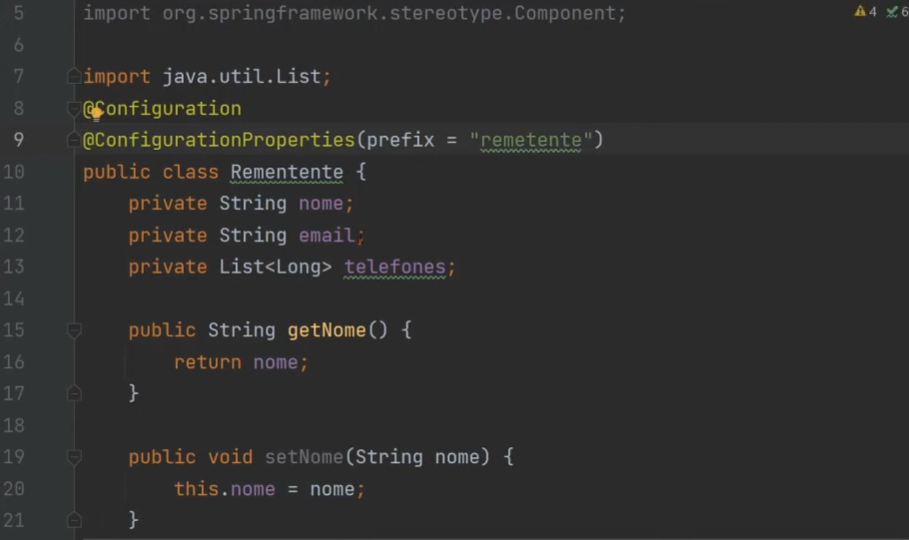 5 import org.springframework.stereotype.Component;
4 6
6
7 import java.util.List;
8 @Configuration
9 @ConfigurationProperties(prefix = "remetente")
10 public class Rementente {
11 private String nome;
12 private String email;
13 private List<Long> telefones;
14
15 public String getNome() {
16 return nome;
17 }
18
19 public void setNome(String nome) {
20 this.nome = nome;
21 }